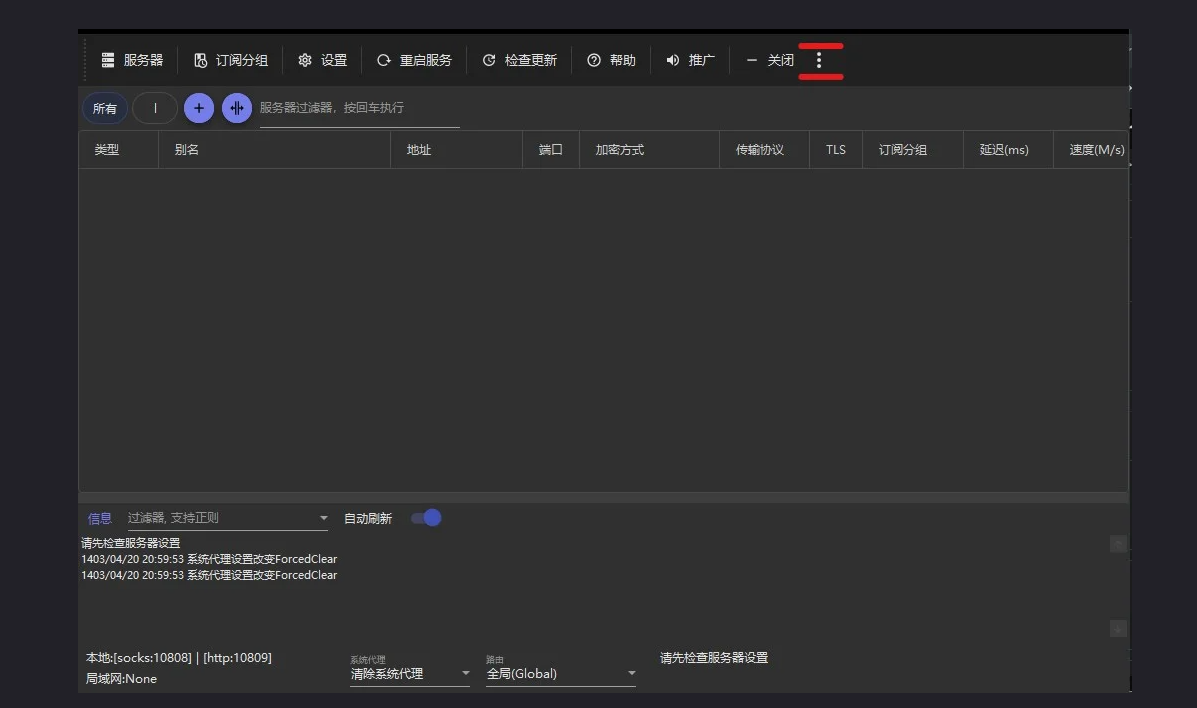 服务器 订阅分组 设置 重启服务 检查更新 帮助 推广 关闭
所有 服务器过滤器，按回车执行
类型 别名 地址 端口 加密方式 传输协议 TLS 订阅分组 延迟(ms) 速度(M/s)
信息 过滤器, 支持正则 自动刷新
请先检查服务器设置
1403/04/20 20:59:53 系统代理设置改变ForcedClear
1403/04/20 20:59:53 系统代理设置改变ForcedClear
本地:[socks:10808] | [http:10809] 系统代理 路由 请先检查服务器设置
清除系统代理 全局(Global)
局域网:None